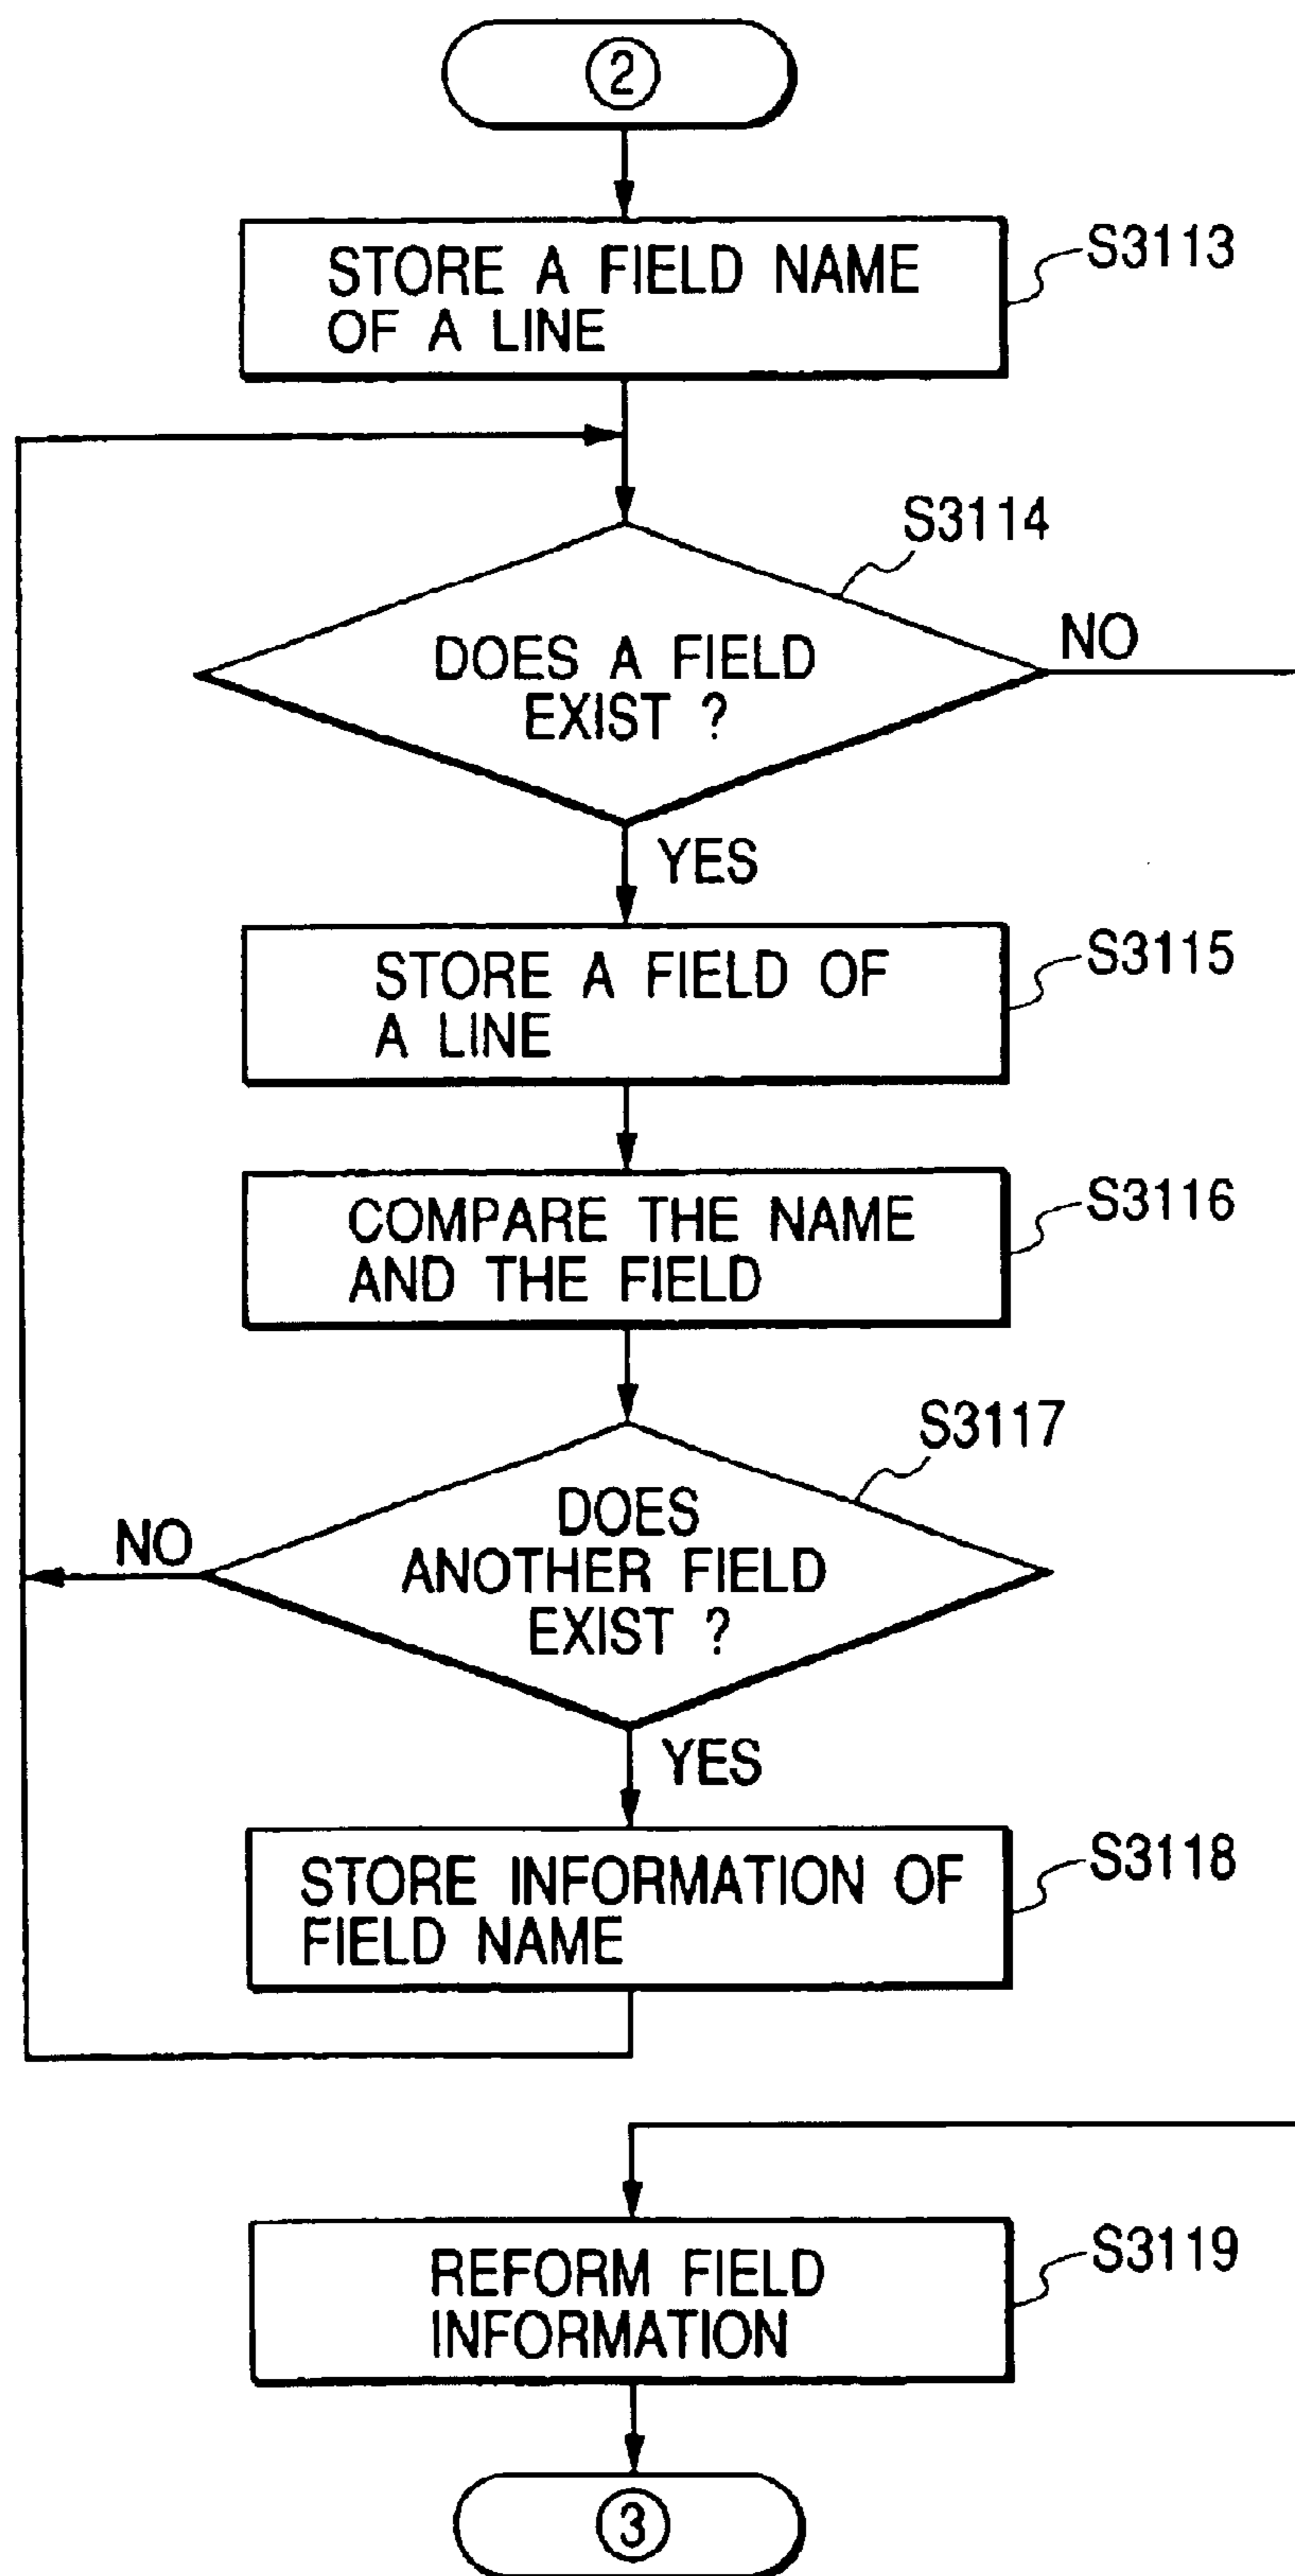 2
STORE A FIELD NAME
OF A LINE
S3113
S3114
DOES A FIELD
EXIST ?
NO
YES
STORE A FIELD OF
A LINE
S3115
COMPARE THE NAME
AND THE FIELD
S3116
S3117
DOES
ANOTHER FIELD
EXIST ?
NO
YES
STORE INFORMATION OF
FIELD NAME
S3118
REFORM FIELD
INFORMATION
S3119
3